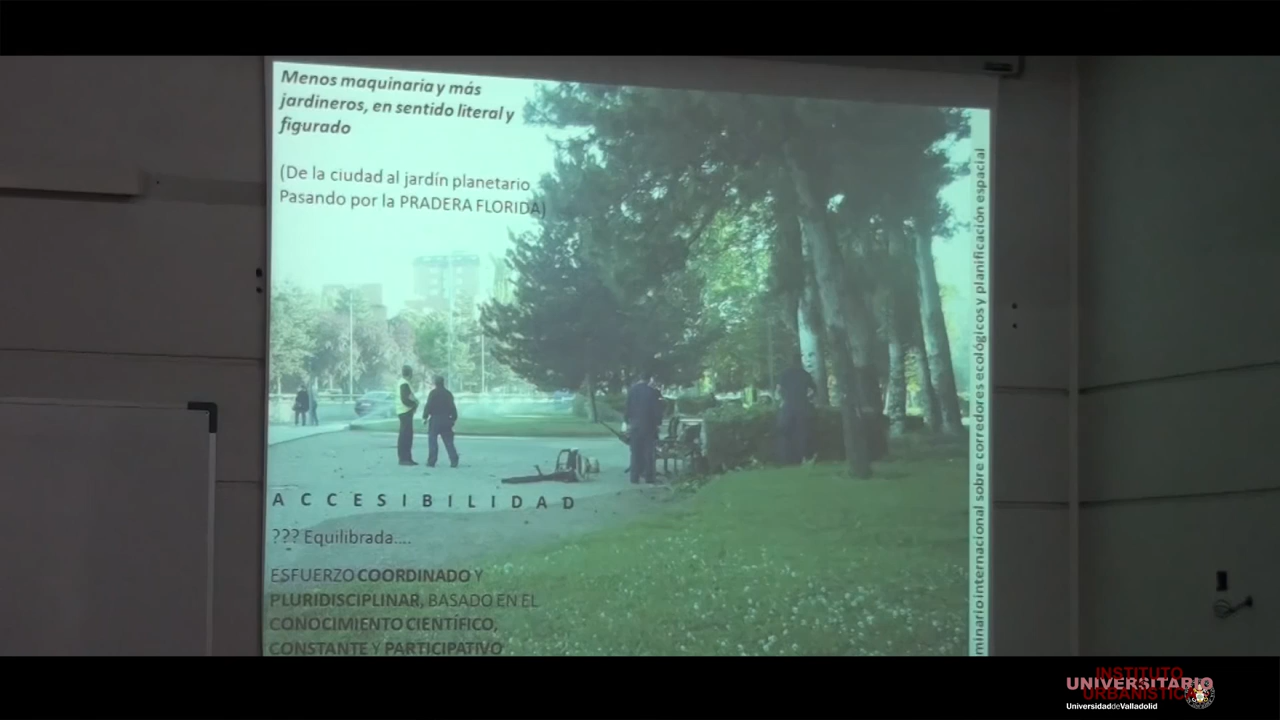 Menos maquinaria y más
jardineros, en sentido literal y
figurado
(De la ciudad al jardín planetario
Pasando por la PRADERA FLORIDA)
ACCESIBILIDAD
??? Equilibrada....
ESFUERZO COORDINADO Y
PLURIDISCIPLINAR, BASADO EN EL
CONOCIMIENTO CIENTÍFICO,
CONSTANTE Y PARTICIPATIVO
minario internacional sobre corredores ecológicos y planificación espacial
INSTITUTO
UNIVERSITARIO
URBANÍSTICA
UniversidaddeValladolid